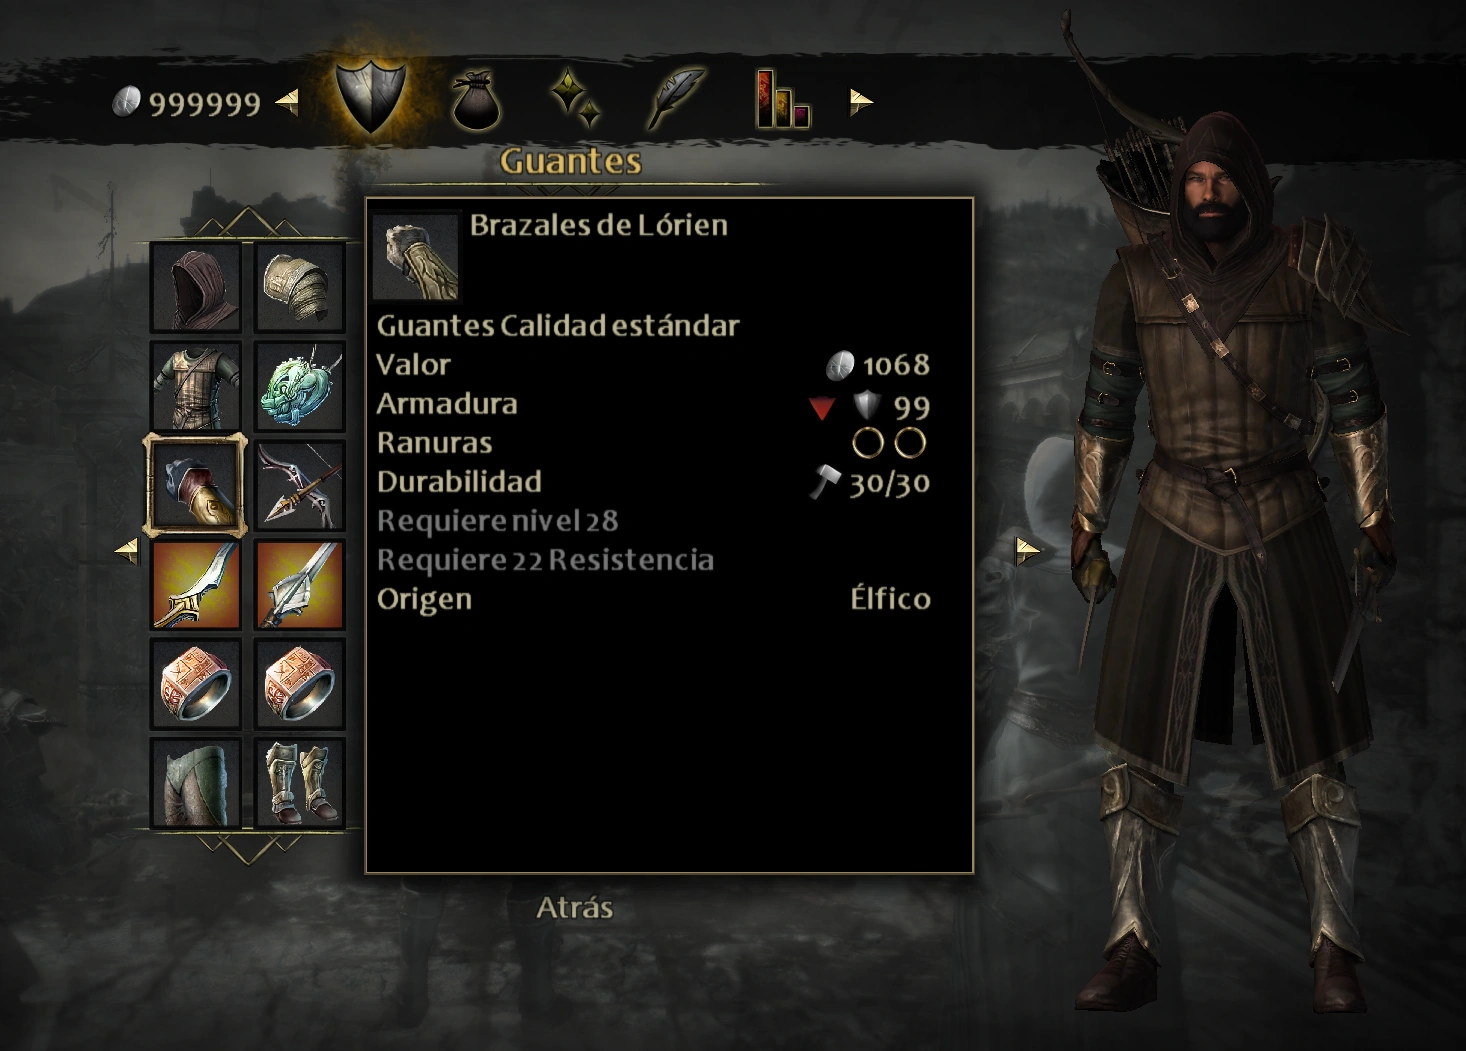 999999
Guantes
Brazales de Lórien
Guantes Calidad estándar
Valor 1068
Armadura 99
Ranuras
Durabilidad 30/30
Requiere nivel 28
Requiere 22 Resistencia
Origen Élfico
Atrás